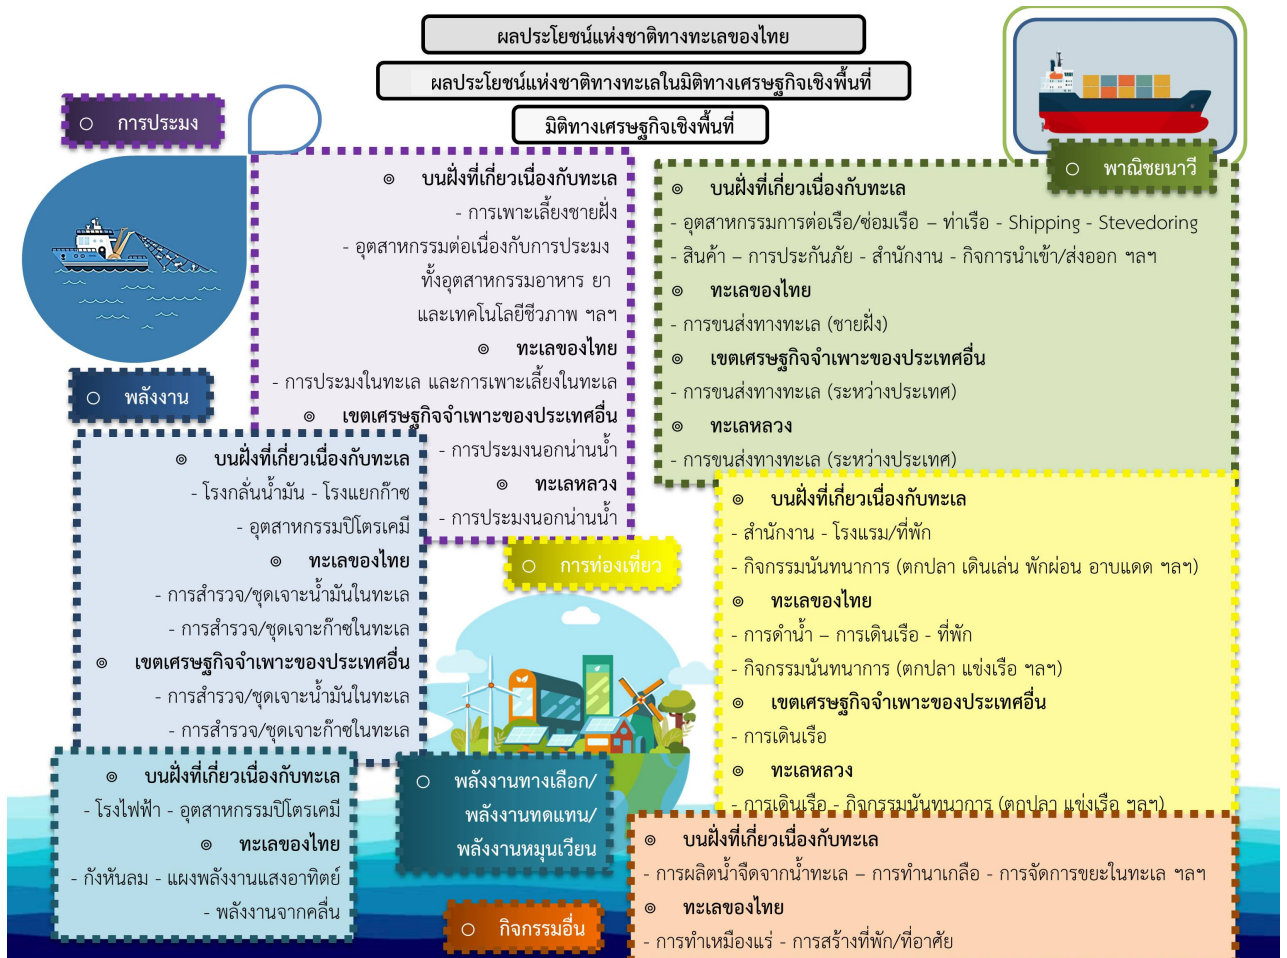 ผลประโยชน์แห่งชาติทางทะเลของไทย
ผลประโยชน์แห่งชาติทางทะเลในมิติทางเศรษฐกิจเชิงพื้นที่
มิติทางเศรษฐกิจเชิงพื้นที่
○ การประมง
๏ บนฝั่งที่เกี่ยวเนื่องกับทะเล
- การเพาะเลี้ยงชายฝั่ง
- อุตสาหกรรมต่อเนื่องกับการประมง
ทั้งอุตสาหกรรมอาหาร ยา
และเทคโนโลยีชีวภาพ ฯลฯ
๏ ทะเลของไทย
- การประมงในทะเล และการเพาะเลี้ยงในทะเล
๏ เขตเศรษฐกิจจำเพาะของประเทศอื่น
- การประมงนอกน่านน้ำ
๏ ทะเลหลวง
- การประมงนอกน่านน้ำ
○ พาณิชยนาวี
๏ บนฝั่งที่เกี่ยวเนื่องกับทะเล
- อุตสาหกรรมการต่อเรือ/ซ่อมเรือ – ท่าเรือ - Shipping - Stevedoring
- สินค้า – การประกันภัย - สำนักงาน - กิจการนำเข้า/ส่งออก ฯลฯ
๏ ทะเลของไทย
- การขนส่งทางทะเล (ชายฝั่ง)
๏ เขตเศรษฐกิจจำเพาะของประเทศอื่น
- การขนส่งทางทะเล (ระหว่างประเทศ)
๏ ทะเลหลวง
- การขนส่งทางทะเล (ระหว่างประเทศ)
○ พลังงาน
๏ บนฝั่งที่เกี่ยวเนื่องกับทะเล
- โรงกลั่นน้ำมัน - โรงแยกก๊าซ
- อุตสาหกรรมปิโตรเคมี
๏ ทะเลของไทย
- การสำรวจ/ขุดเจาะน้ำมันในทะเล
- การสำรวจ/ขุดเจาะก๊าซในทะเล
๏ เขตเศรษฐกิจจำเพาะของประเทศอื่น
- การสำรวจ/ขุดเจาะน้ำมันในทะเล
- การสำรวจ/ขุดเจาะก๊าซในทะเล
○ การท่องเที่ยว
๏ บนฝั่งที่เกี่ยวเนื่องกับทะเล
- สำนักงาน - โรงแรม/ที่พัก
- กิจกรรมนันทนาการ (ตกปลา เดินเล่น พักผ่อน อาบแดด ฯลฯ)
๏ ทะเลของไทย
- การดำน้ำ – การเดินเรือ - ที่พัก
- กิจกรรมนันทนาการ (ตกปลา แข่งเรือ ฯลฯ)
๏ เขตเศรษฐกิจจำเพาะของประเทศอื่น
- การเดินเรือ
๏ ทะเลหลวง
- การเดินเรือ - กิจกรรมนันทนาการ (ตกปลา แข่งเรือ ฯลฯ)
○ พลังงานทางเลือก/
พลังงานทดแทน/
พลังงานหมุนเวียน
๏ บนฝั่งที่เกี่ยวเนื่องกับทะเล
- โรงไฟฟ้า - อุตสาหกรรมปิโตรเคมี
๏ ทะเลของไทย
- กังหันลม - แผงพลังงานแสงอาทิตย์
- พลังงานจากคลื่น
○ กิจกรรมอื่น
๏ บนฝั่งที่เกี่ยวเนื่องกับทะเล
- การผลิตน้ำจืดจากน้ำทะเล – การทำนาเกลือ - การจัดการขยะในทะเล ฯลฯ
๏ ทะเลของไทย
- การทำเหมืองแร่ - การสร้างที่พัก/ที่อาศัย